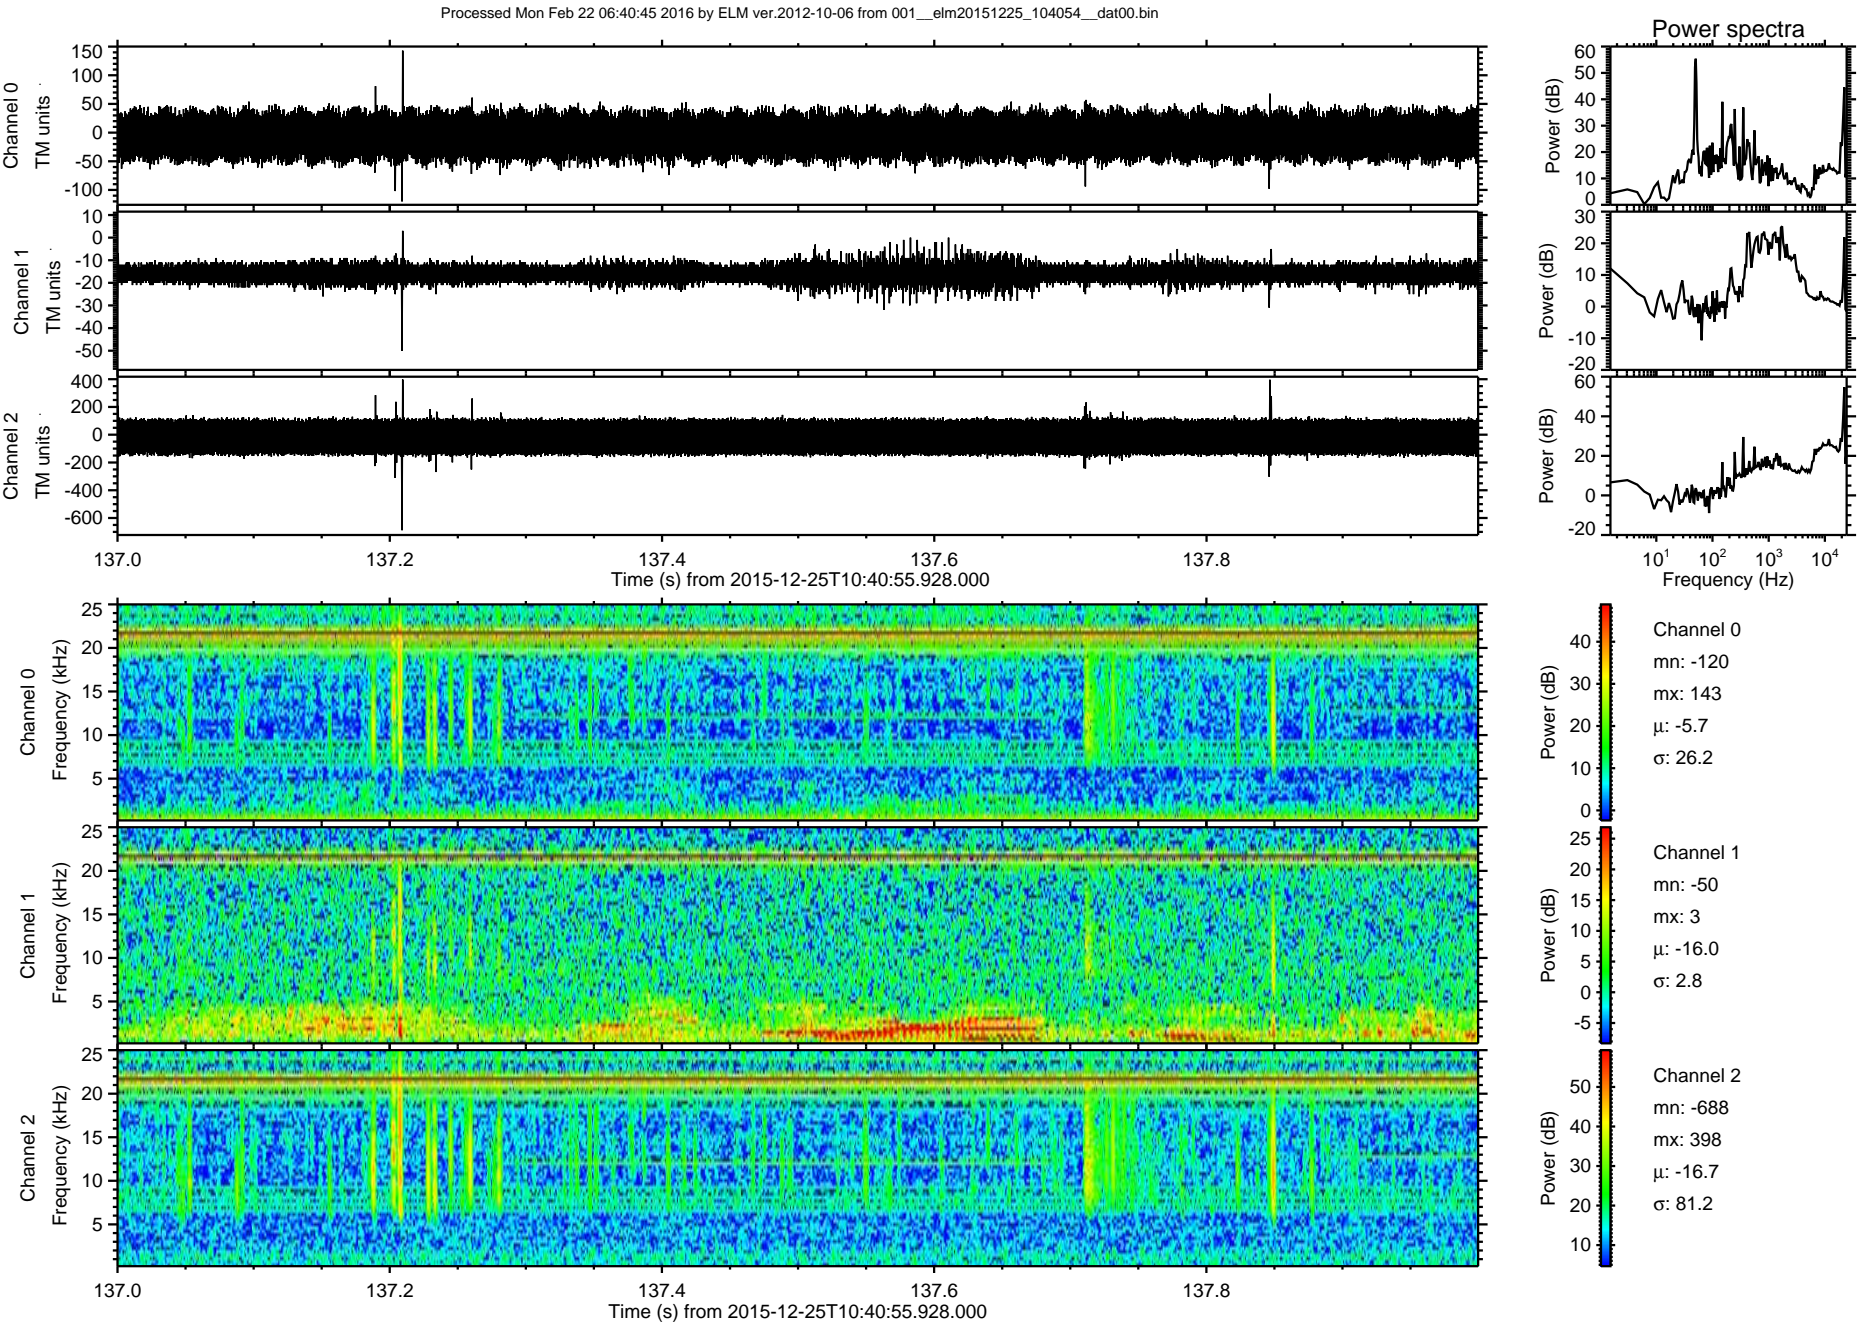 Processed Mon Feb 22 06:40:45 2016 by ELM ver.2012-10-06 from 001__elm20151225_104054__dat00.bin
Power spectra
Channel 0
TM units
150
100
50
0
-50
-100
Power (dB)
60
50
40
30
20
10
0
Channel 1
TM units
10
0
-10
-20
-30
-40
-50
Power (dB)
30
20
10
0
-10
-20
Channel 2
TM units
400
200
0
-200
-400
-600
Power (dB)
60
40
20
0
-20
137.0 137.2 137.4 137.6 137.8
Time (s) from 2015-12-25T10:40:55.928.000
10^1 10^2 10^3 10^4
Frequency (Hz)
Channel 0
Frequency (kHz)
25
20
15
10
5
Power (dB)
40
30
20
10
0
Channel 0
mn: -120
mx: 143
μ: -5.7
σ: 26.2
Channel 1
Frequency (kHz)
25
20
15
10
5
Power (dB)
25
20
15
10
5
0
-5
Channel 1
mn: -50
mx: 3
μ: -16.0
σ: 2.8
Channel 2
Frequency (kHz)
25
20
15
10
5
Power (dB)
50
40
30
20
10
Channel 2
mn: -688
mx: 398
μ: -16.7
σ: 81.2
137.0 137.2 137.4 137.6 137.8
Time (s) from 2015-12-25T10:40:55.928.000